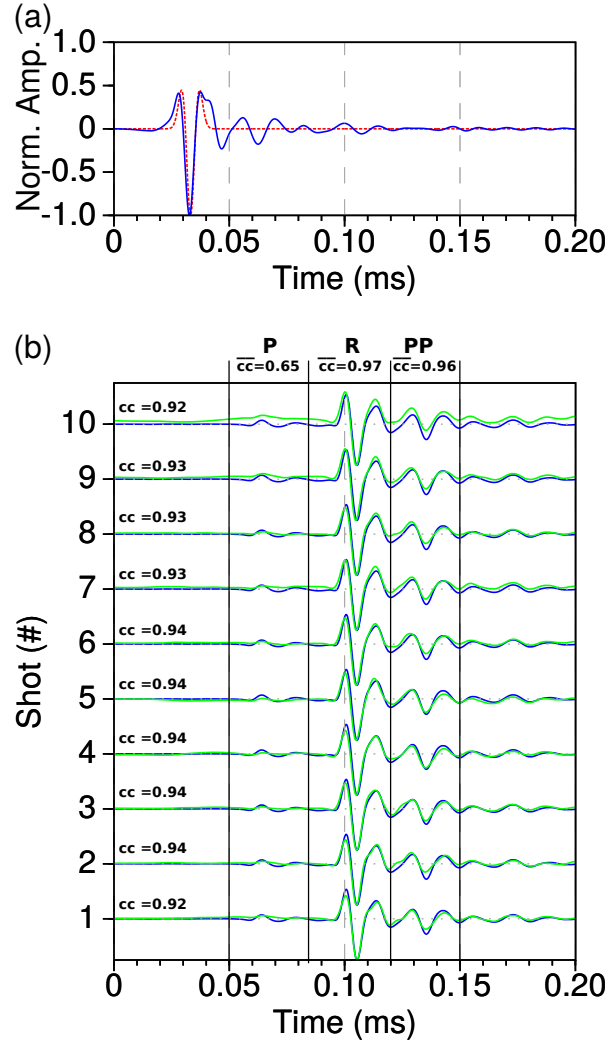 (a)
Norm. Amp.
1.0
0.5
0
-0.5
-1.0
0 0.05 0.10 0.15 0.20
Time (ms)
(b)
P R PP
cc=0.65 cc=0.97 cc=0.96
Shot (#)
10 cc =0.92
9 cc =0.93
8 cc =0.93
7 cc =0.93
6 cc =0.94
5 cc =0.94
4 cc =0.94
3 cc =0.94
2 cc =0.94
1 cc =0.92
0 0.05 0.10 0.15 0.20
Time (ms)